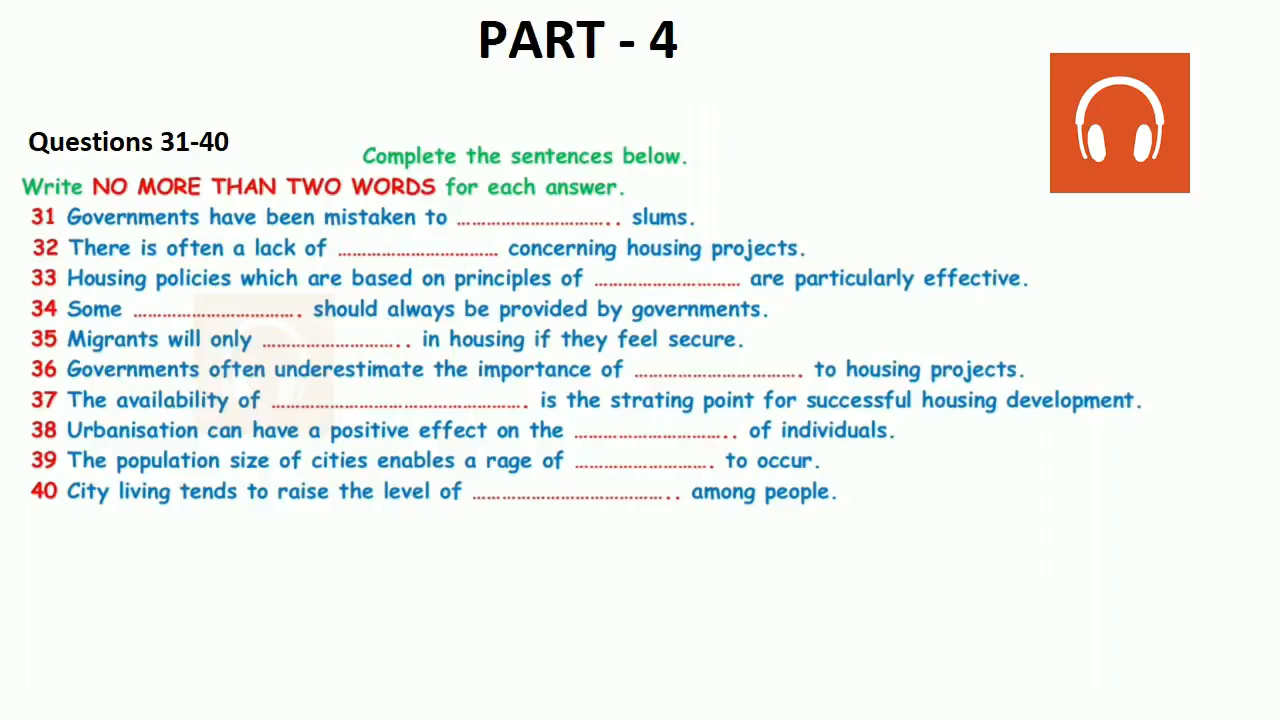 PART - 4
Questions 31-40
Complete the sentences below.
Write NO MORE THAN TWO WORDS for each answer.
31 Governments have been mistaken to ................................ slums.
32 There is often a lack of ................................ concerning housing projects.
33 Housing policies which are based on principles of ............................. are particularly effective.
34 Some ................................ should always be provided by governments.
35 Migrants will only ............................. in housing if they feel secure.
36 Governments often underestimate the importance of ................................ to housing projects.
37 The availability of .................................................. is the strating point for successful housing development.
38 Urbanisation can have a positive effect on the ................................ of individuals.
39 The population size of cities enables a rage of ........................... to occur.
40 City living tends to raise the level of ........................................ among people.